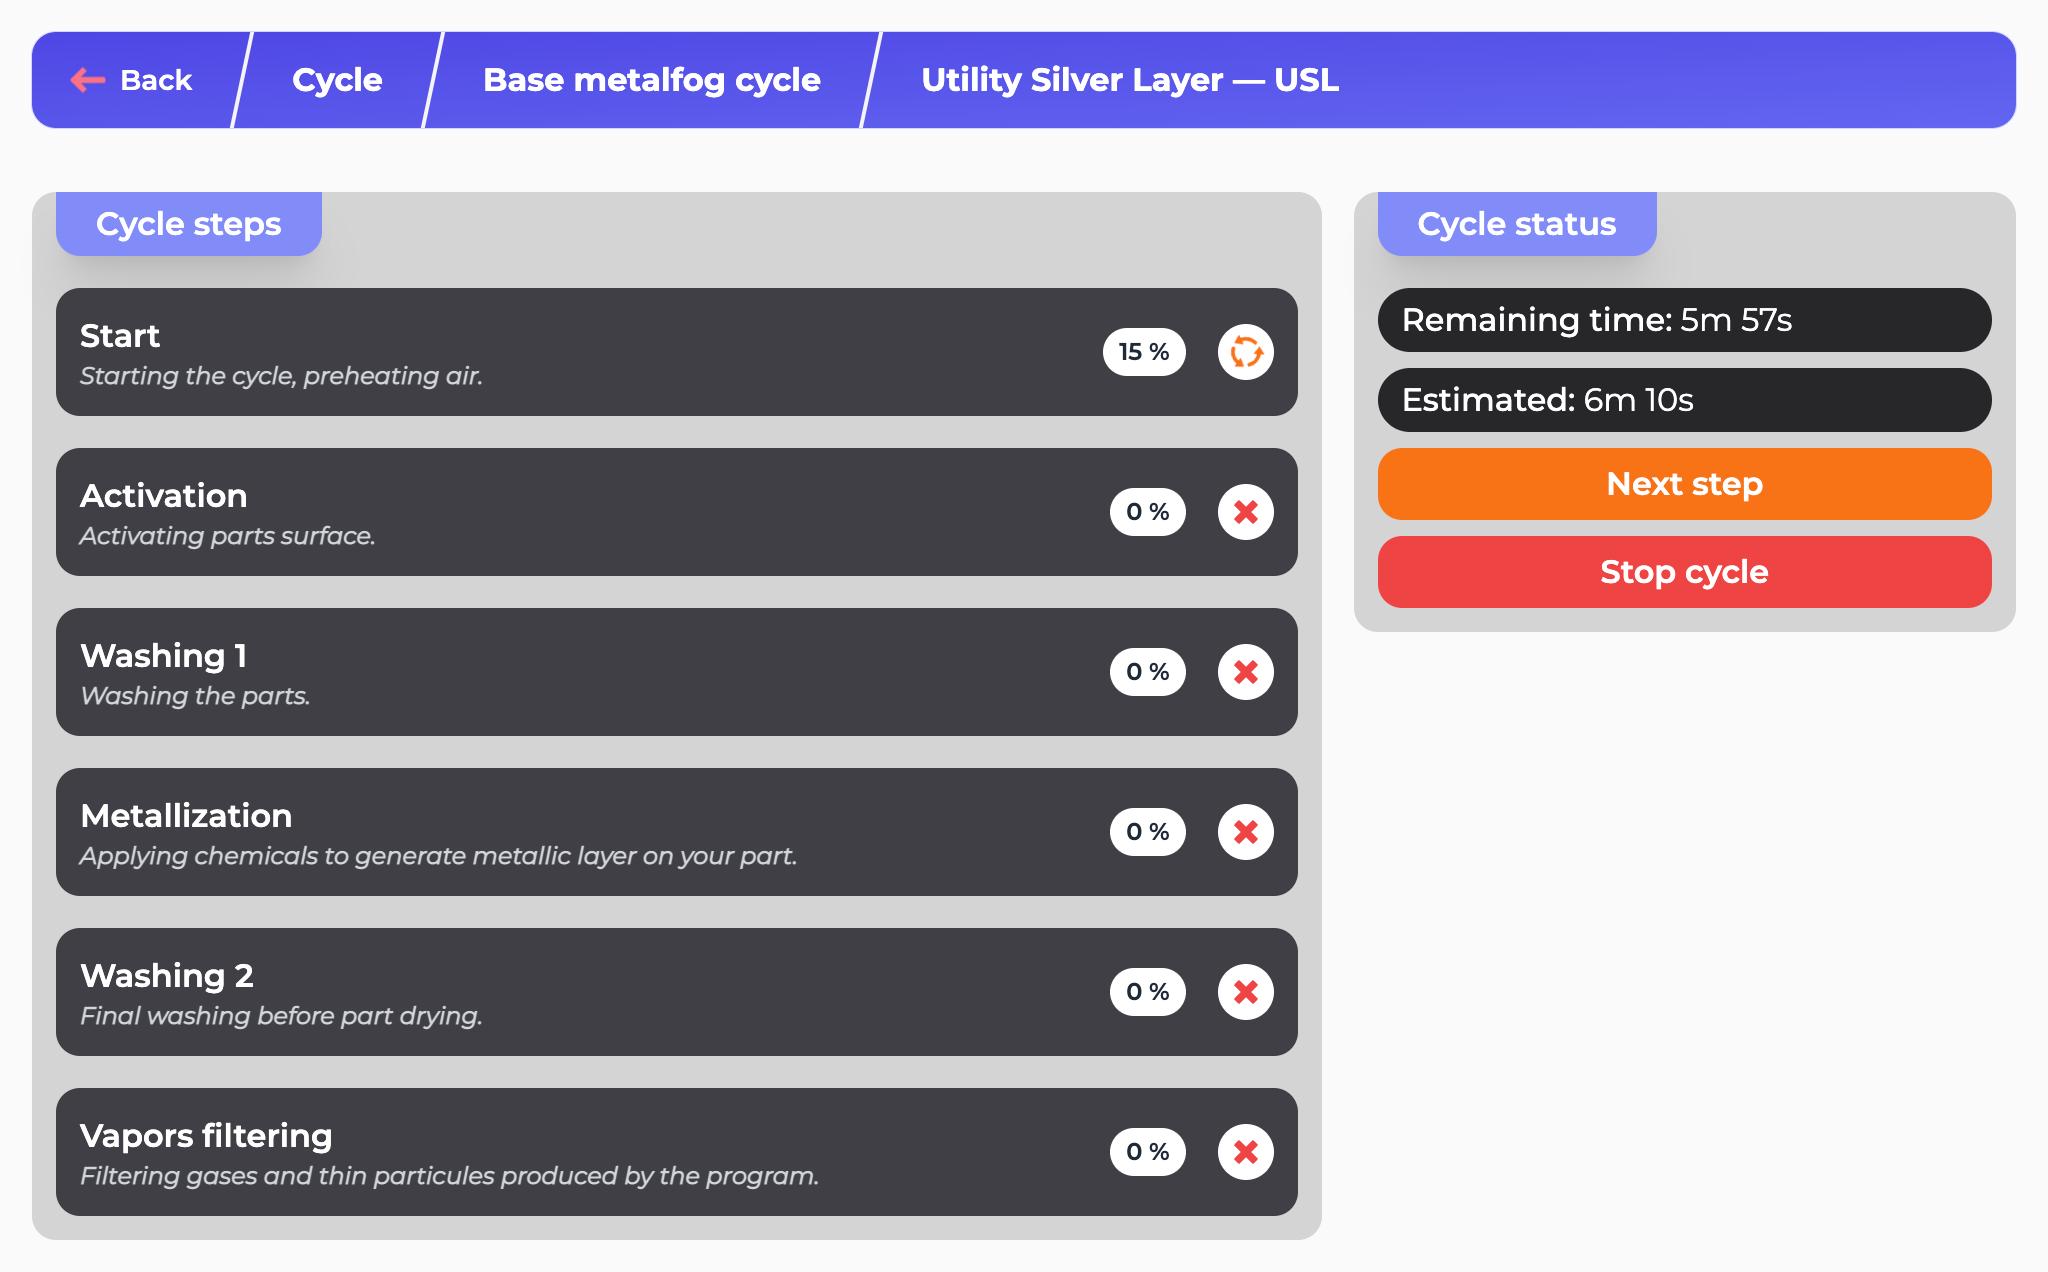 Back
Cycle
Base metalfog cycle
Utility Silver Layer — USL
Cycle steps
Start
Starting the cycle, preheating air.
15 %
Activation
Activating parts surface.
0 %
Washing 1
Washing the parts.
0 %
Metallization
Applying chemicals to generate metallic layer on your part.
0 %
Washing 2
Final washing before part drying.
0 %
Vapors filtering
Filtering gases and thin particules produced by the program.
0 %
Cycle status
Remaining time: 5m 57s
Estimated: 6m 10s
Next step
Stop cycle